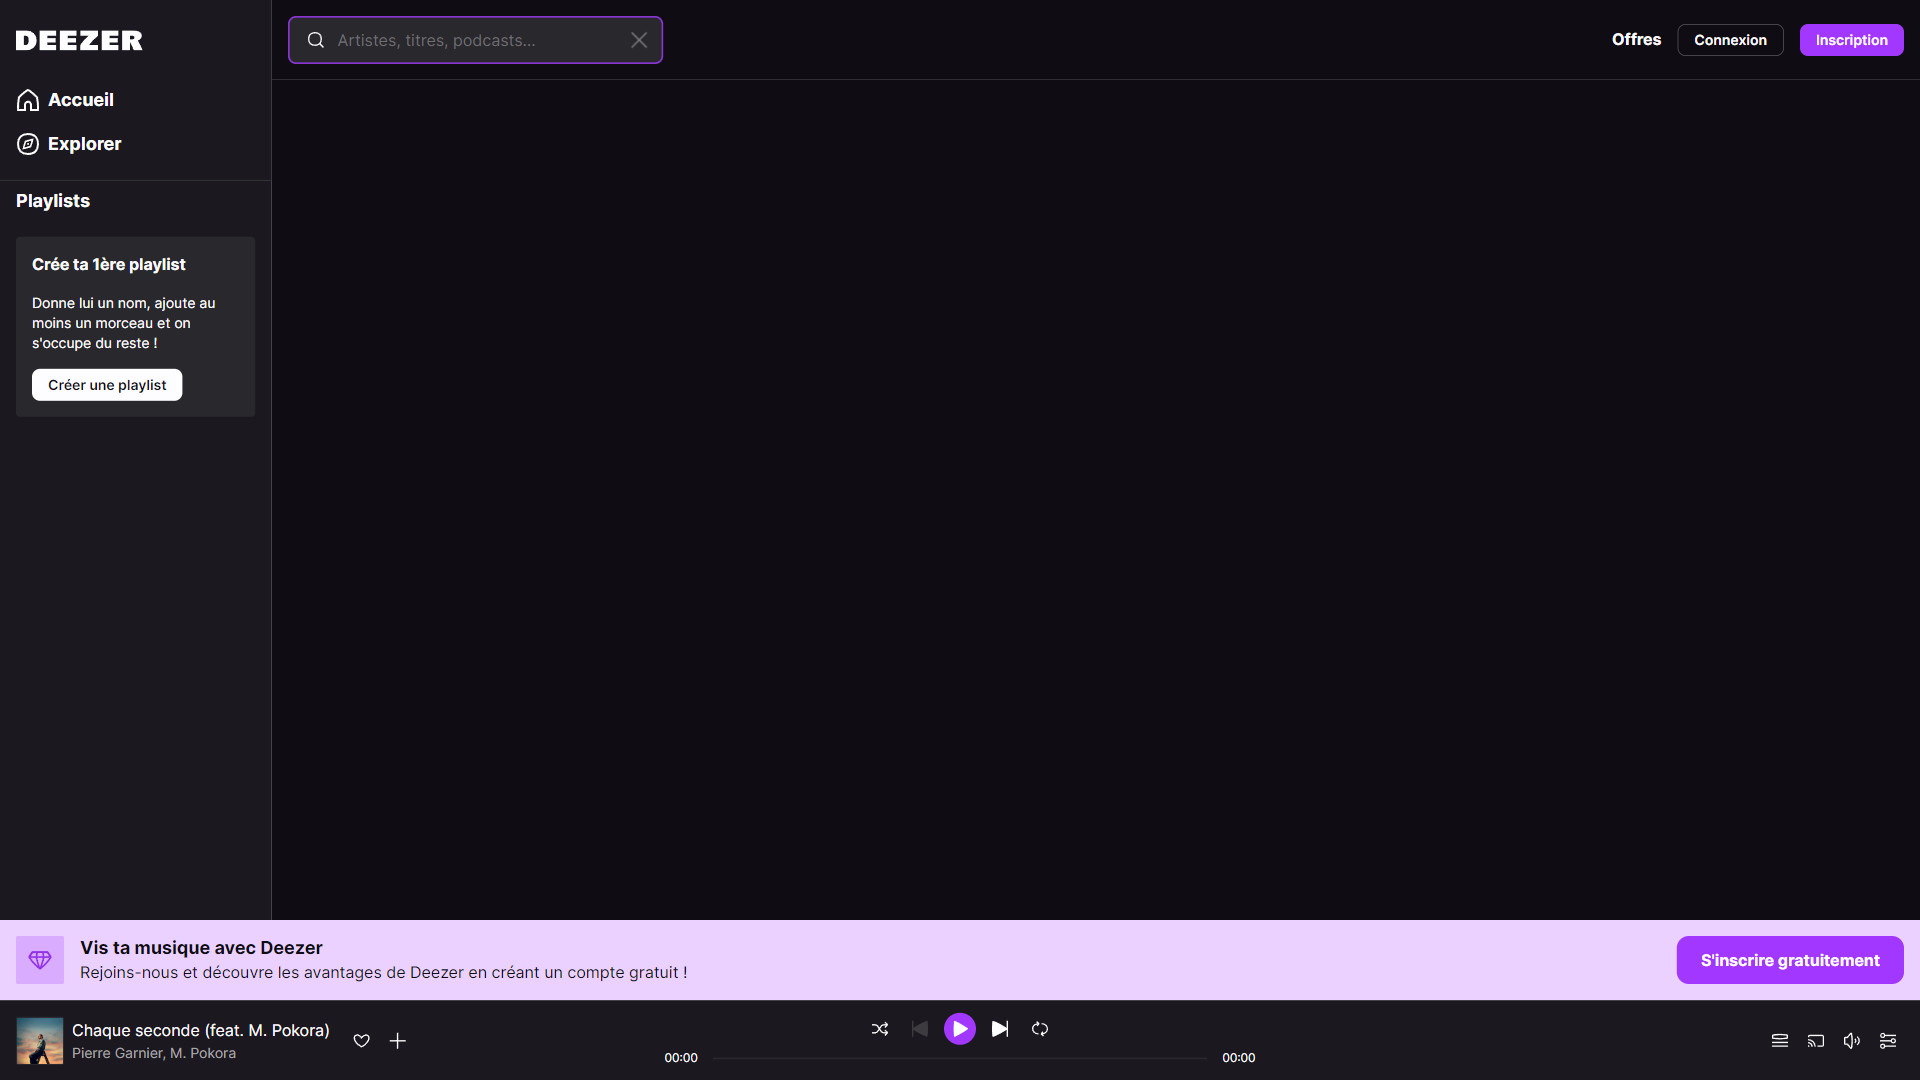 DEEZER
Accueil
Explorer
Playlists
Crée ta 1ère playlist
Donne lui un nom, ajoute au
moins un morceau et on
s'occupe du reste !
Créer une playlist
Artistes, titres, podcasts...
Offres
Connexion
Inscription
Vis ta musique avec Deezer
Rejoins-nous et découvre les avantages de Deezer en créant un compte gratuit !
S'inscrire gratuitement
Chaque seconde (feat. M. Pokora)
Pierre Garnier, M. Pokora
00:00
00:00